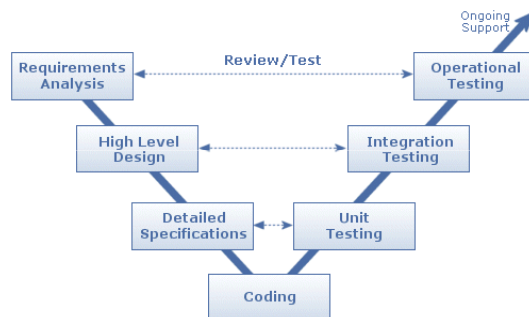 Ongoing
Support
Requirements
Analysis
Review/Test
Operational
Testing
High Level
Design
Integration
Testing
Detailed
Specifications
Unit
Testing
Coding